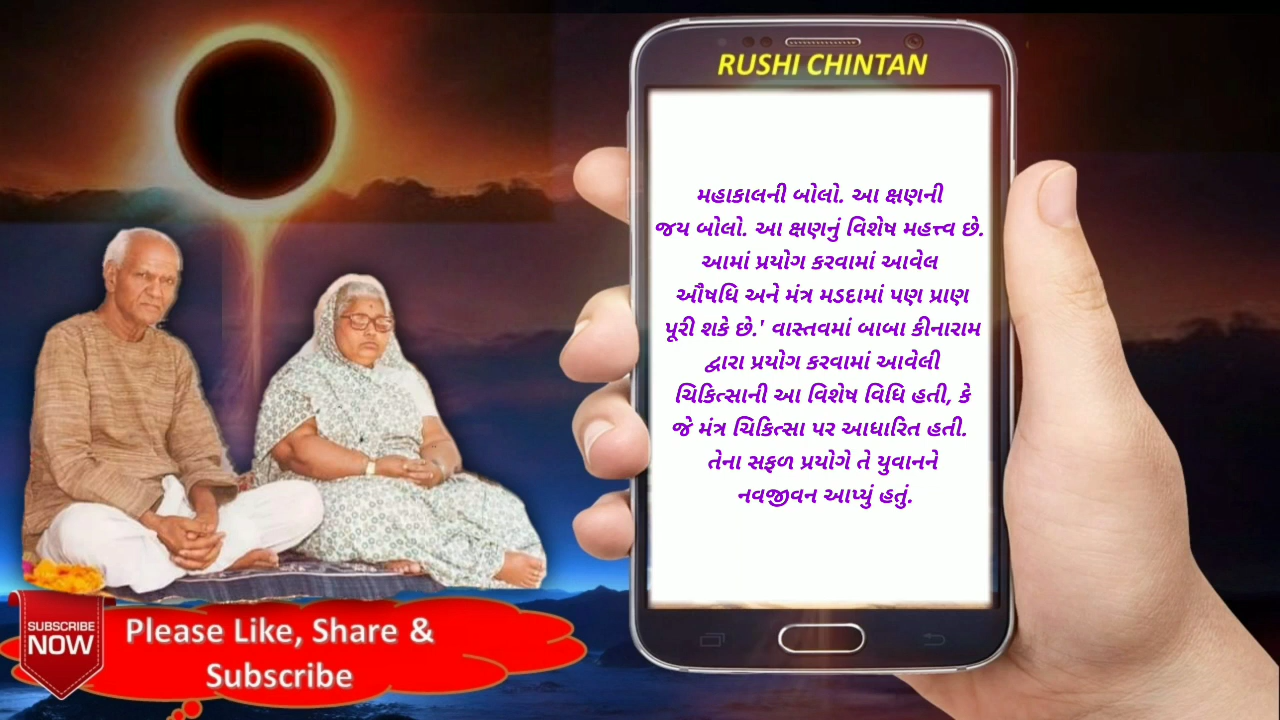 RUSHI CHINTAN
મહાકાલની બોલો. આ ક્ષણની
જય બોલો. આ ક્ષણનું વિશેષ મહત્ત્વ છે.
આમાં પ્રયોગ કરવામાં આવેલ
ઔષધિ અને મંત્ર મડદામાં પણ પ્રાણ
પૂરી શકે છે.' વાસ્તવમાં બાબા કીનારામ
દ્વારા પ્રયોગ કરવામાં આવેલી
ચિકિત્સાની આ વિશેષ વિધિ હતી, કે
જે મંત્ર ચિકિત્સા પર આધારિત હતી.
તેના સફળ પ્રયોગે તે યુવાનને
નવજીવન આપ્યું હતું.
SUBSCRIBE
NOW
Please Like, Share &
Subscribe